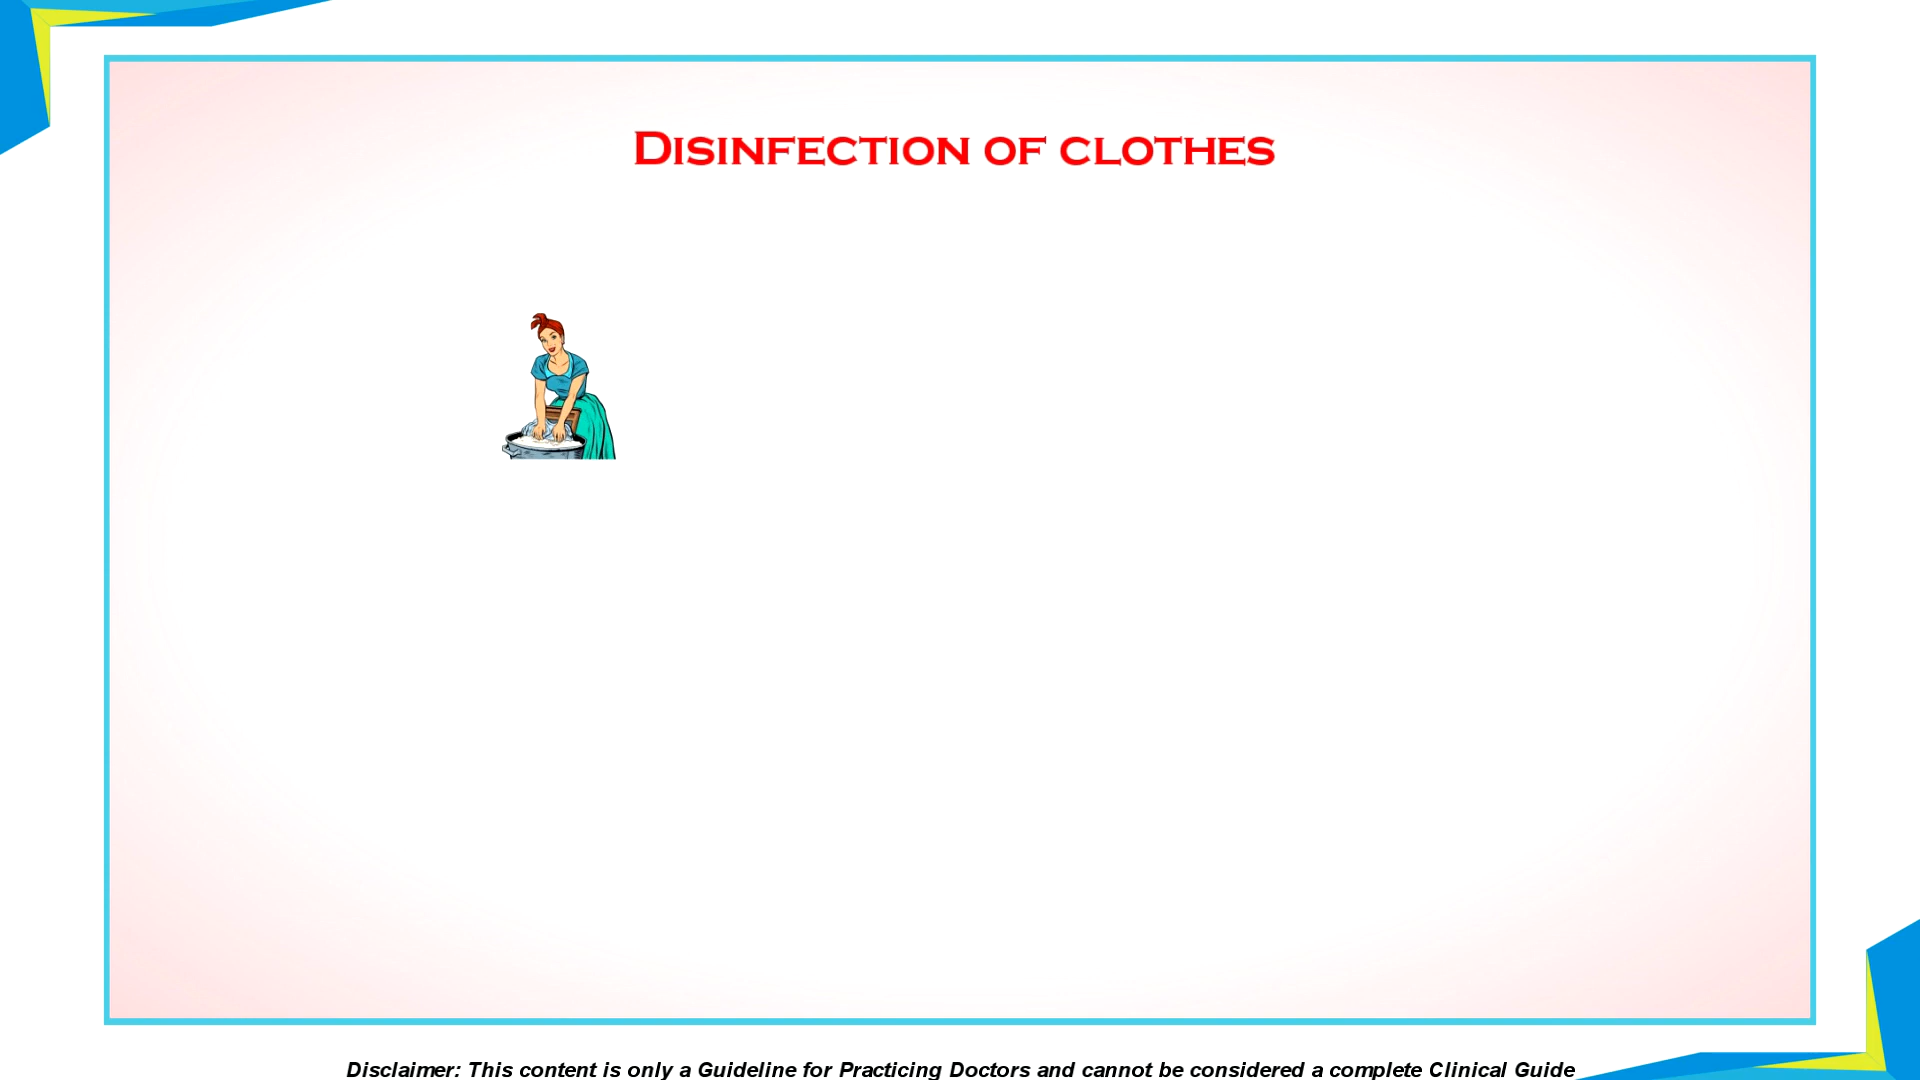 Disinfection of clothes
Disclaimer: This content is only a Guideline for Practicing Doctors and cannot be considered a complete Clinical Guide